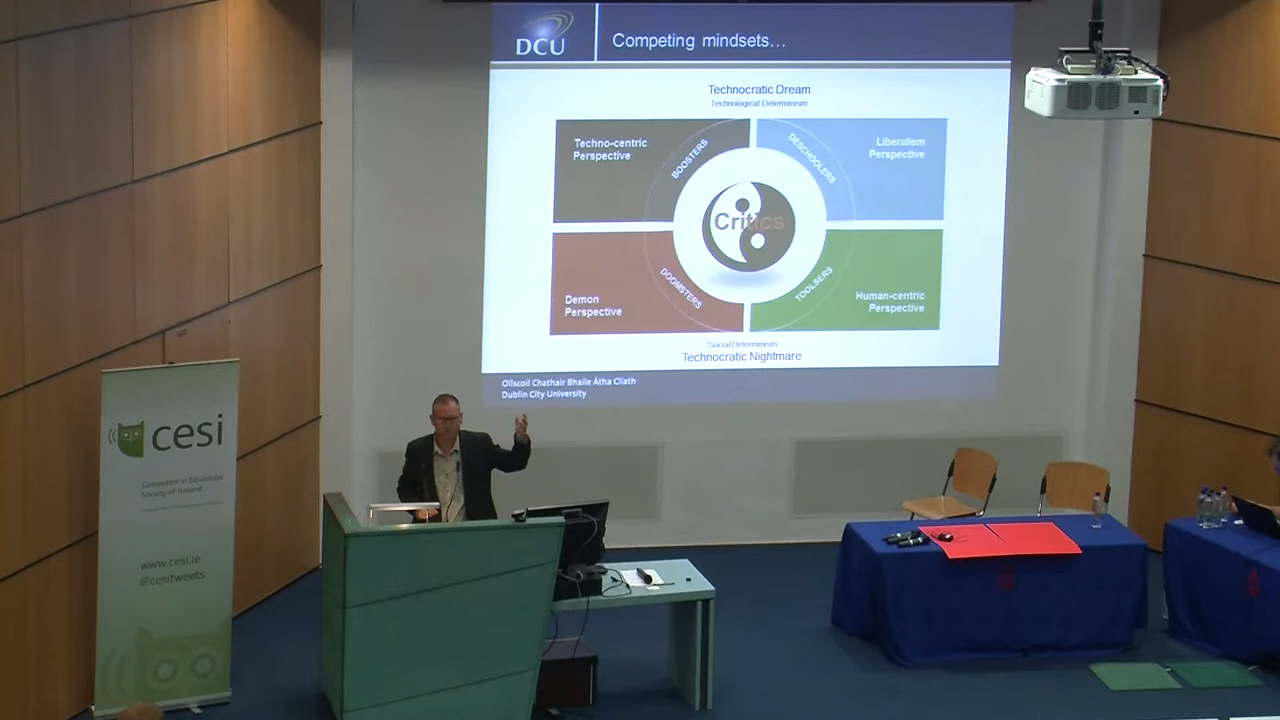 DCU
Competing mindsets...
Technocratic Dream
Technological Determinism
Techno-centric
Perspective
BOOSTERS
DESCHOOLERS
Liberalism
Perspective
Critics
Demon
Perspective
DOOMSTERS
TOOLSERS
Human-centric
Perspective
Social Determinism
Technocratic Nightmare
Ollscoil Chathair Bhaile Átha Cliath
Dublin City University
cesi
Computers in Education
Society of Ireland
www.cesi.ie
@cesitweets